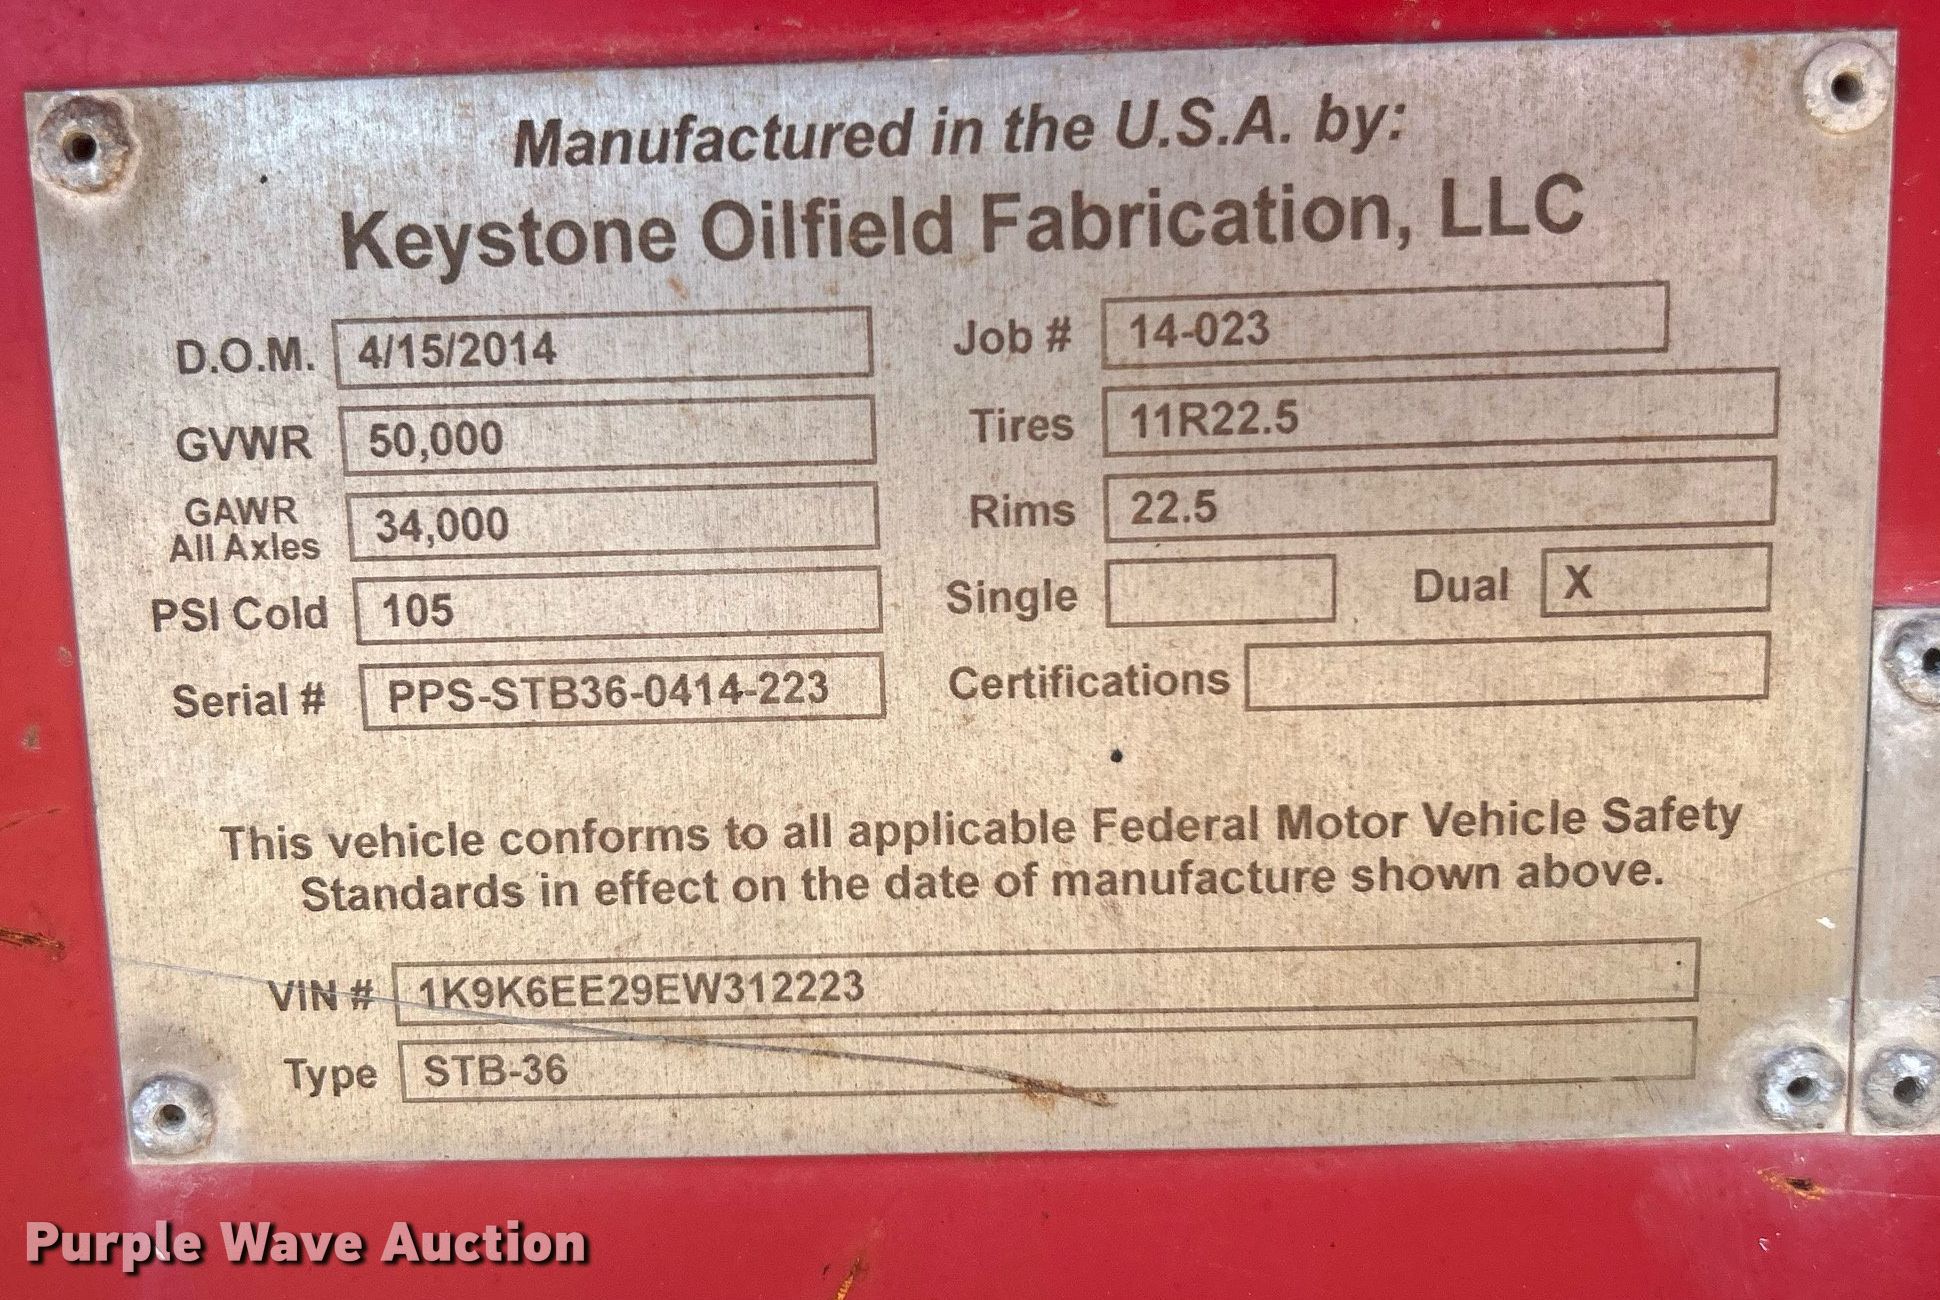 Manufactured in the U.S.A. by:
Keystone Oilfield Fabrication, LLC
D.O.M. 4/15/2014 Job # 14-023
GVWR 50,000 Tires 11R22.5
GAWR
All Axles 34,000 Rims 22.5
PSI Cold 105 Single Dual X
Serial # PPS-STB36-0414-223 Certifications
This vehicle conforms to all applicable Federal Motor Vehicle Safety
Standards in effect on the date of manufacture shown above.
VIN # 1K9K6EE29EW312223
Type STB-36
Purple Wave Auction